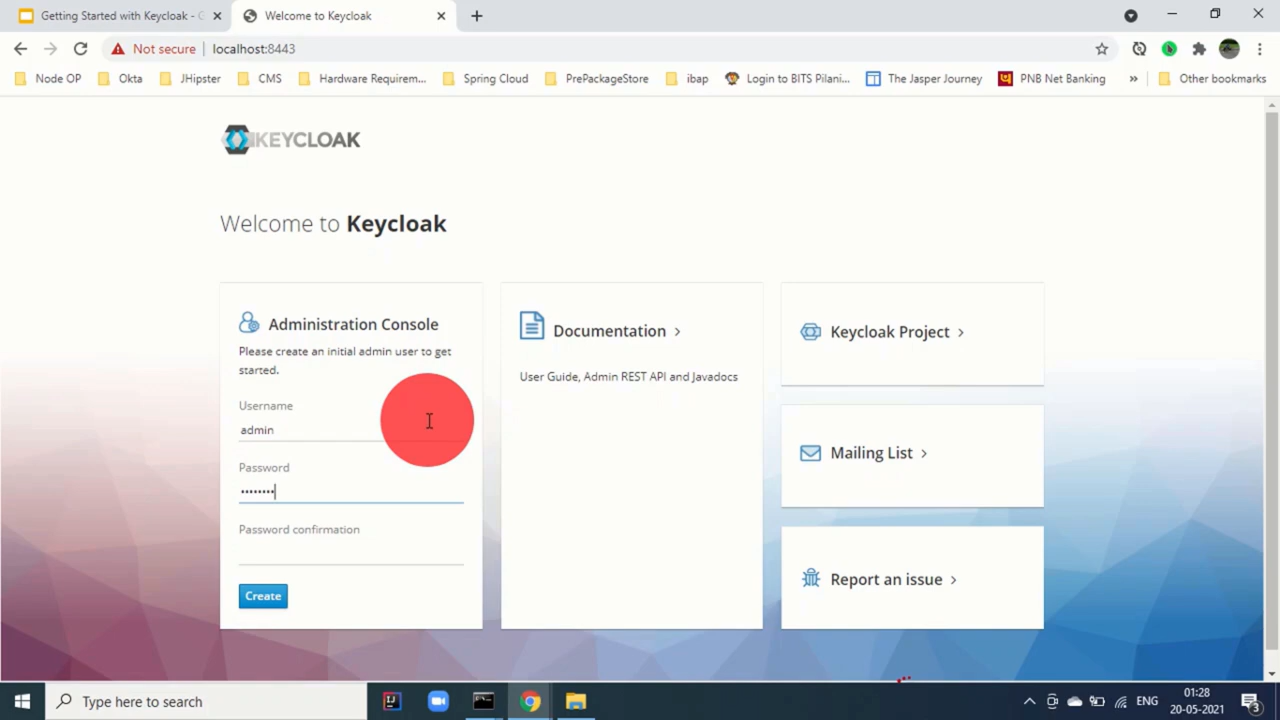 Getting Started with Keycloak - G
Welcome to Keycloak
Not secure
localhost:8443
Node OP
Okta
JHipster
CMS
Hardware Requirem...
Spring Cloud
PrePackageStore
ibap
Login to BITS Pilani...
The Jasper Journey
PNB Net Banking
»
Other bookmarks
KEYCLOAK
Welcome to Keycloak
Administration Console
Please create an initial admin user to get
started.
Username
admin
Password
••••••••
Password confirmation
Create
Documentation >
User Guide, Admin REST API and Javadocs
Keycloak Project >
Mailing List >
Report an issue >
Type here to search
ENG
01:28
20-05-2021
3